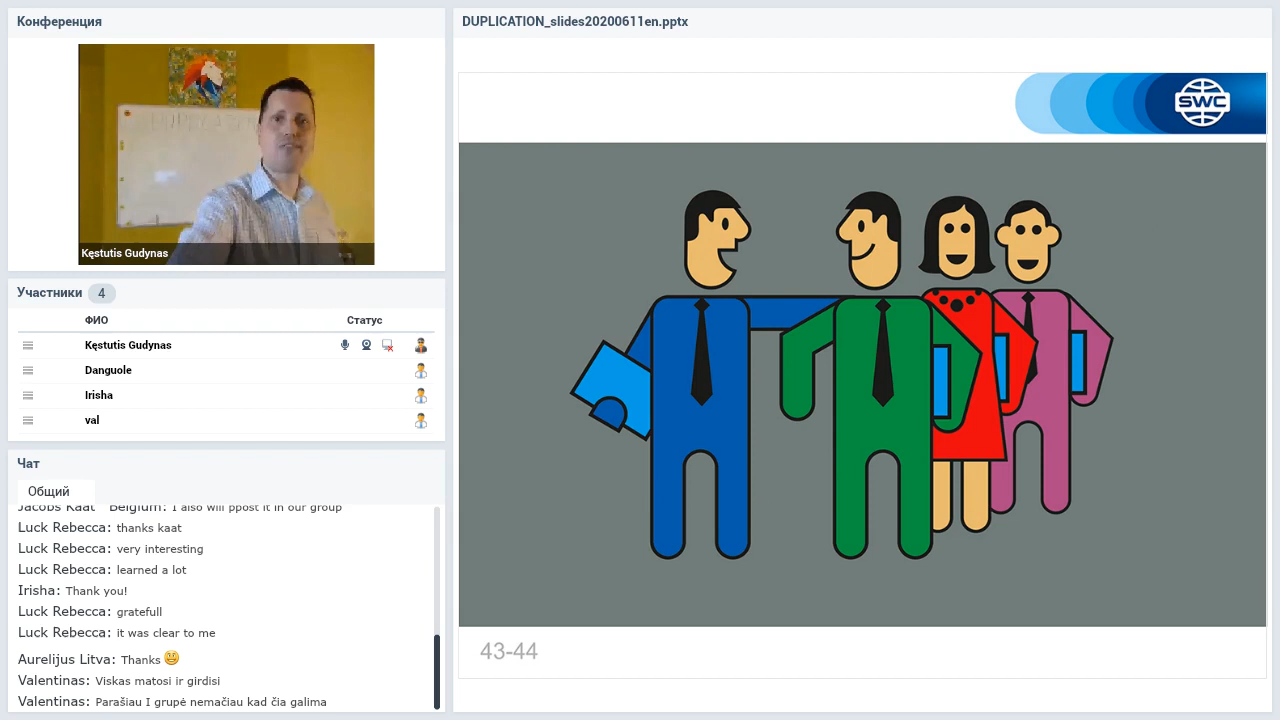 Конференция
Kęstutis Gudynas
Участники 4
ФИО Статус
Kęstutis Gudynas
Danguole
Irisha
val
Чат
Общий
Jacobs Kaat Belgium: I also will ppost it in our group
Luck Rebecca: thanks kaat
Luck Rebecca: very interesting
Luck Rebecca: learned a lot
Irisha: Thank you!
Luck Rebecca: gratefull
Luck Rebecca: it was clear to me
Aurelijus Litva: Thanks
Valentinas: Viskas matosi ir girdisi
Valentinas: Parašiau I grupė nemačiau kad čia galima
DUPLICATION_slides20200611en.pptx
SWC
43-44